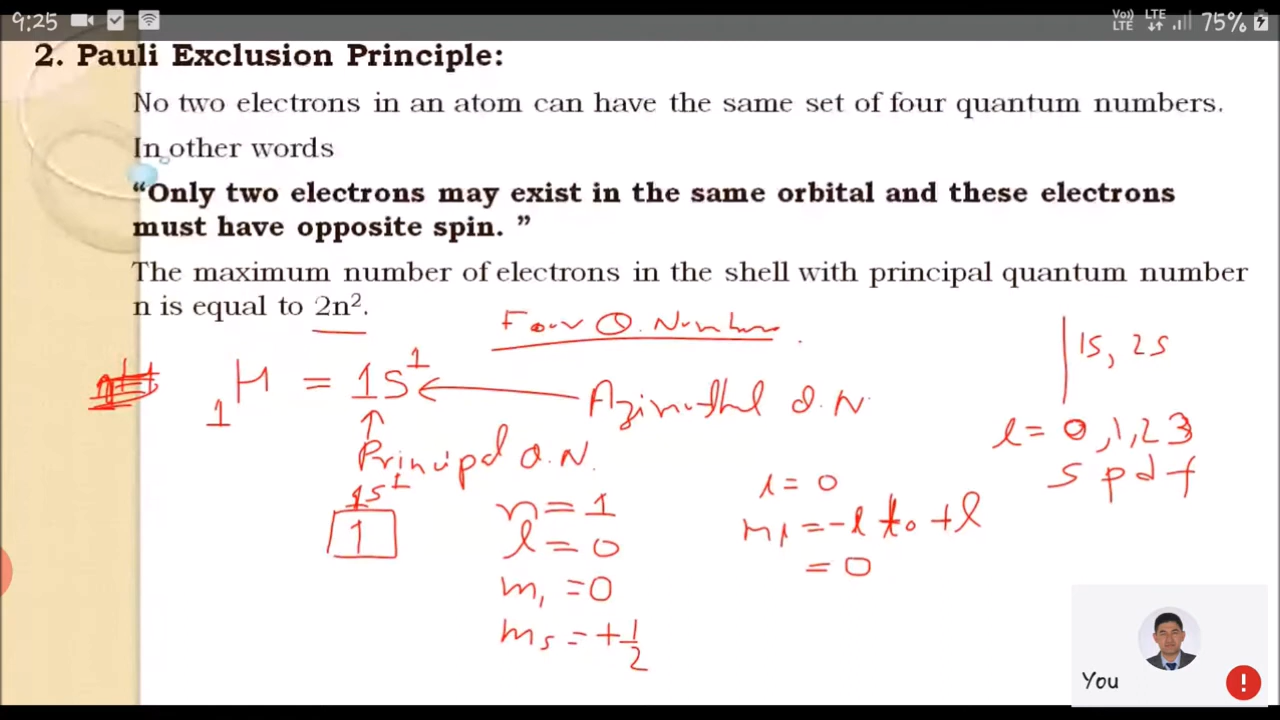 9:25 Vo) LTE LTE 75%
2. Pauli Exclusion Principle:
No two electrons in an atom can have the same set of four quantum numbers.
In other words
“Only two electrons may exist in the same orbital and these electrons
must have opposite spin. ”
The maximum number of electrons in the shell with principal quantum number
n is equal to 2n².
Four Q. Number
1s, 2s
₁H = 1s¹ Azimuthal Q.N.
Principal Q.N.
l = 0, 1, 2 3
s p d f
1s¹
1
n = 1
l = 0
m₁ = 0
mₛ = +1/2
l = 0
m₁ = -l to +l
= 0
You